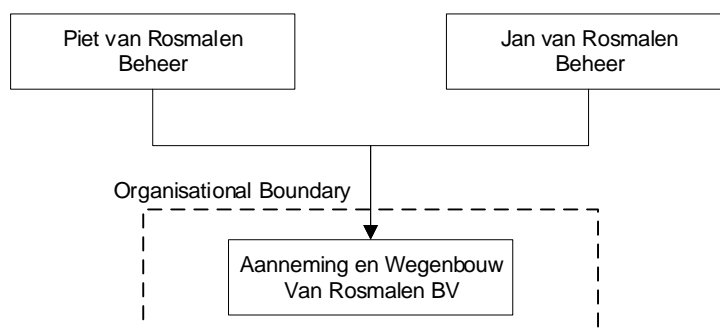 Piet van Rosmalen
Beheer
Jan van Rosmalen
Beheer
Organisational Boundary
Aanneming en Wegenbouw
Van Rosmalen BV